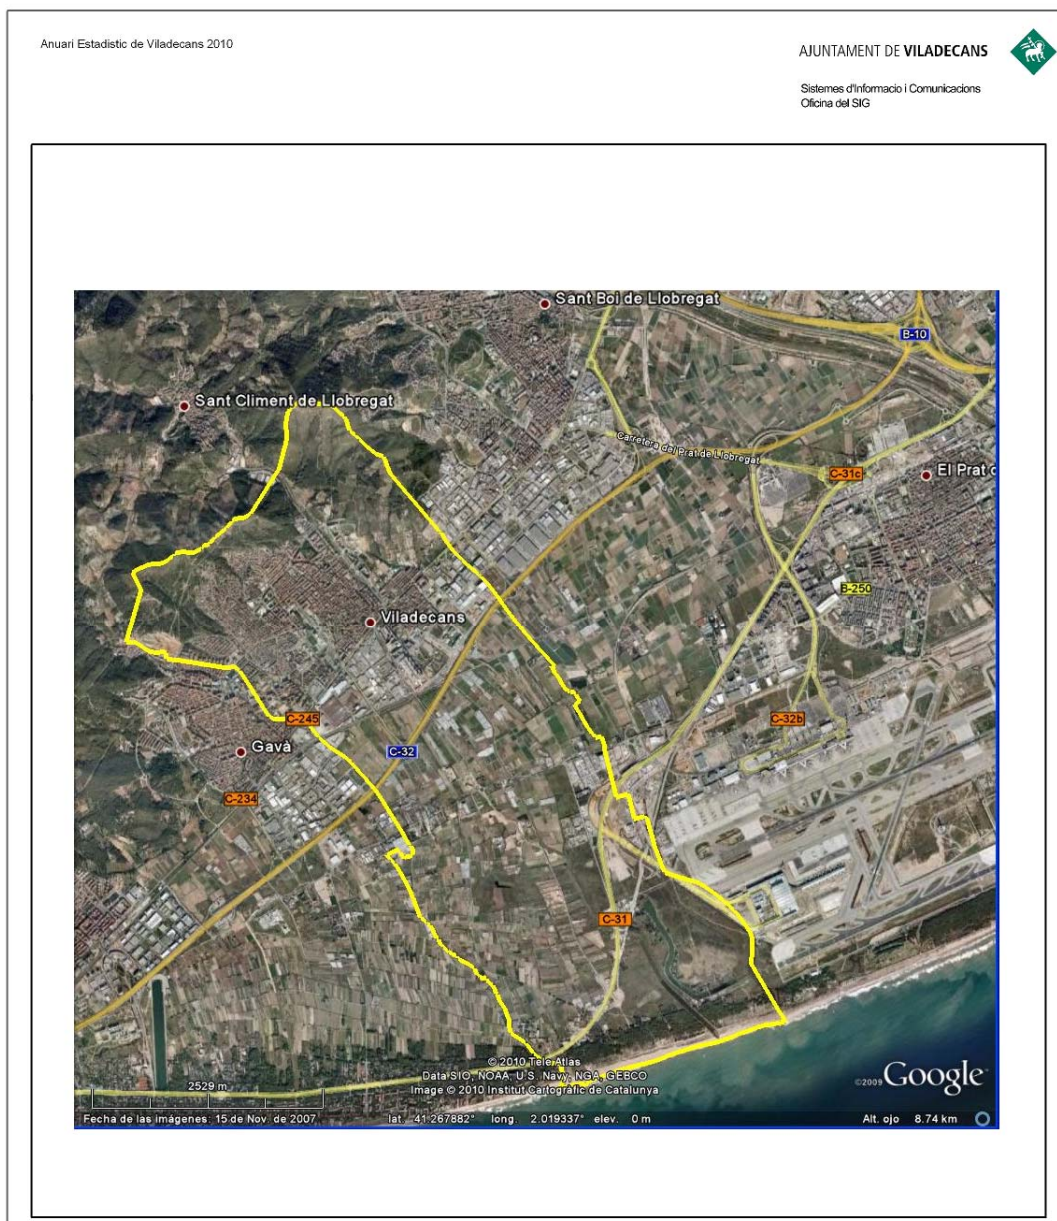 Anuari Estadistic de Viladecans 2010
AJUNTAMENT DE VILADECANS
Sistemes d'Informacio i Comunicacions
Oficina del SIG
Sant Boi de Llobregat
B-10
Sant Climent de Llobregat
Carretera del Prat de Llobregat
C-31c
El Prat d
B-250
Viladecans
C-245
C-32b
Gavà
C-32
C-234
C-31
© 2010 Tele Atlas
Data SIO, NOAA, U.S. Navy, NGA, GEBCO
Image © 2010 Institut Cartogràfic de Catalunya
©2009 Google
2529 m
Fecha de las imágenes: 15 de Nov. de 2007 lat. 41.267882° long. 2.019337° elev. 0 m Alt. ojo 8.74 km